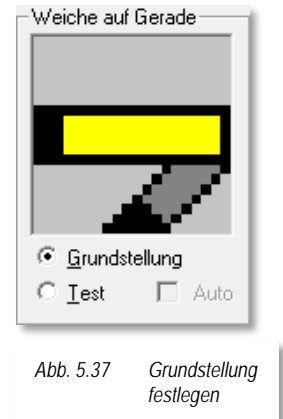 Weiche auf Gerade
Grundstellung
Test Auto
Abb. 5.37 Grundstellung
festlegen